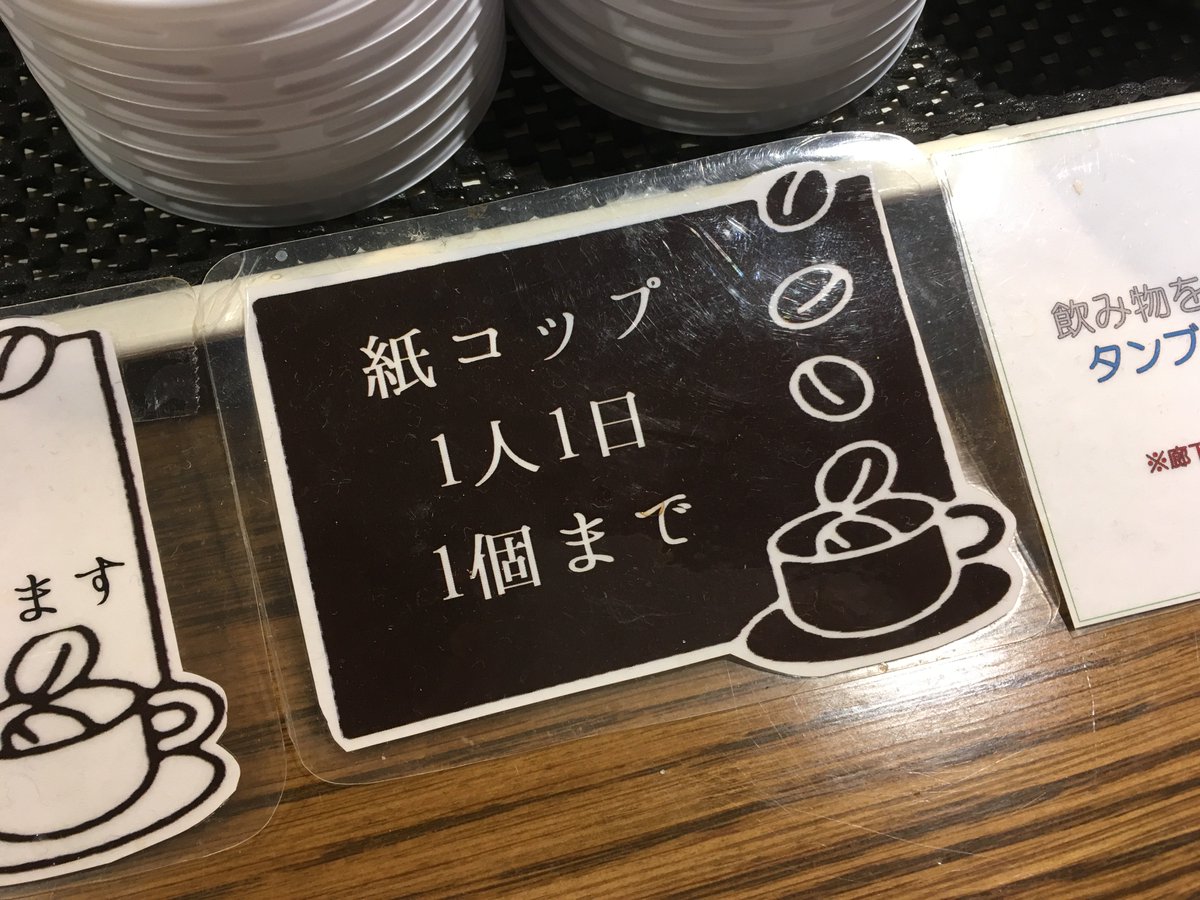 紙コップ
1人1日
1個まで
ます
飲み物を
タンブ
※廊下